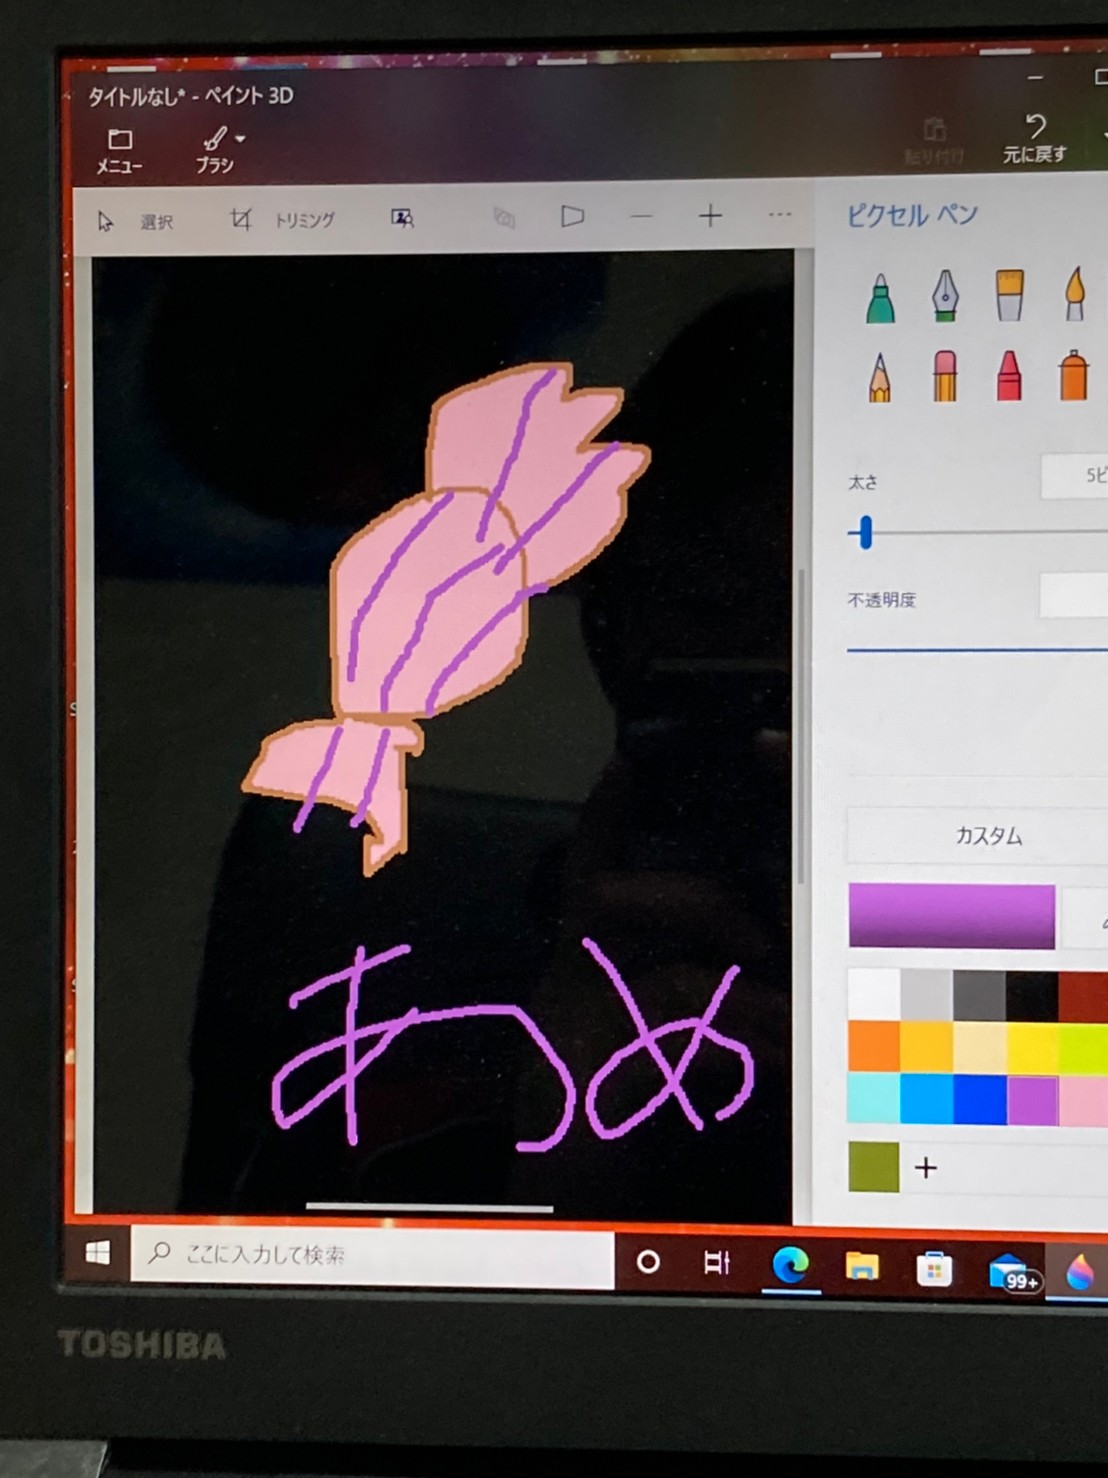 タイトルなし* - ペイント 3D
メニュー
ブラシ
貼り付け
元に戻す
選択
トリミング
ピクセル ペン
太さ
不透明度
カスタム
あめ
ここに入力して検索
99+
TOSHIBA